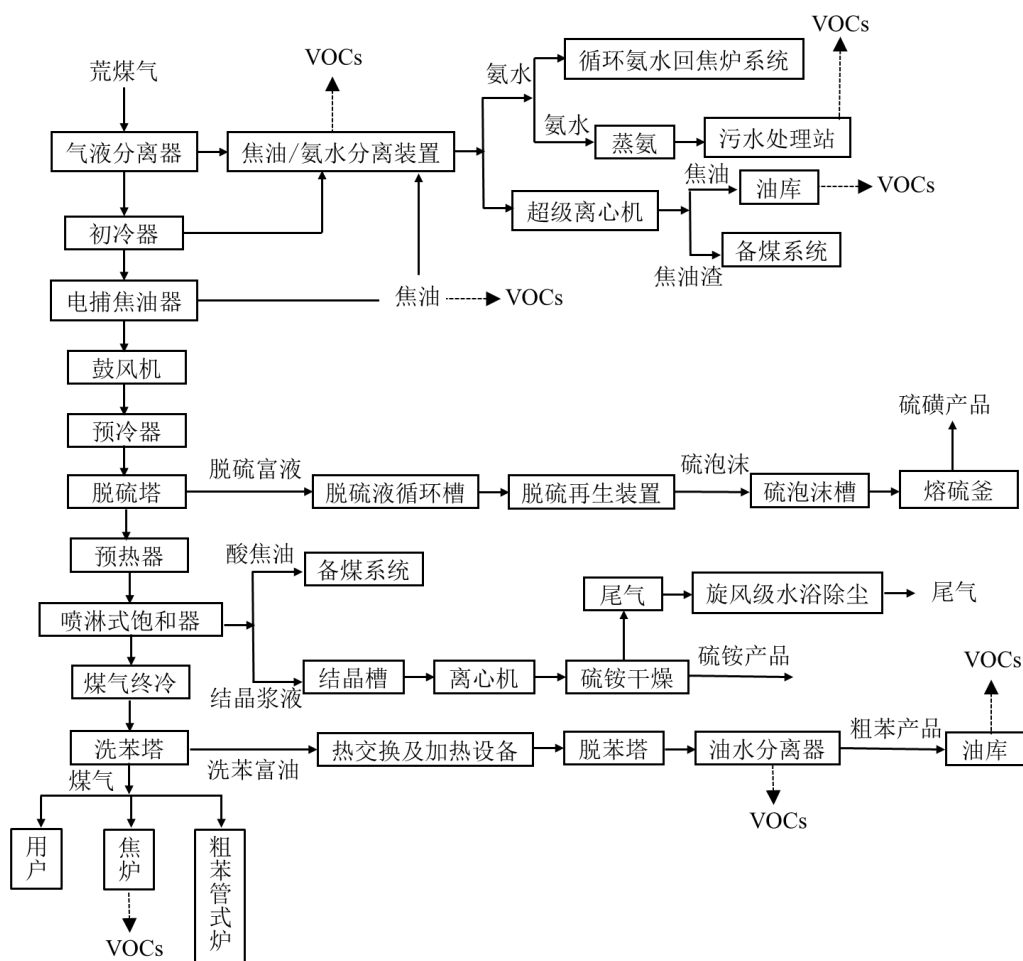 VOCs
VOCs
荒煤气
氨水
循环氨水回焦炉系统
气液分离器
焦油/氨水分离装置
氨水
蒸氨
污水处理站
焦油
油库
VOCs
超级离心机
初冷器
备煤系统
焦油渣
电捕焦油器
焦油
VOCs
鼓风机
预冷器
硫磺产品
脱硫富液
硫泡沫
脱硫塔
脱硫液循环槽
脱硫再生装置
硫泡沫槽
熔硫釜
预热器
酸焦油
备煤系统
尾气
旋风级水浴除尘
尾气
喷淋式饱和器
硫铵产品
VOCs
煤气终冷
结晶浆液
结晶槽
离心机
硫铵干燥
粗苯产品
洗苯塔
洗苯富油
热交换及加热设备
脱苯塔
油水分离器
油库
煤气
VOCs
用户
焦炉
粗苯管式炉
VOCs